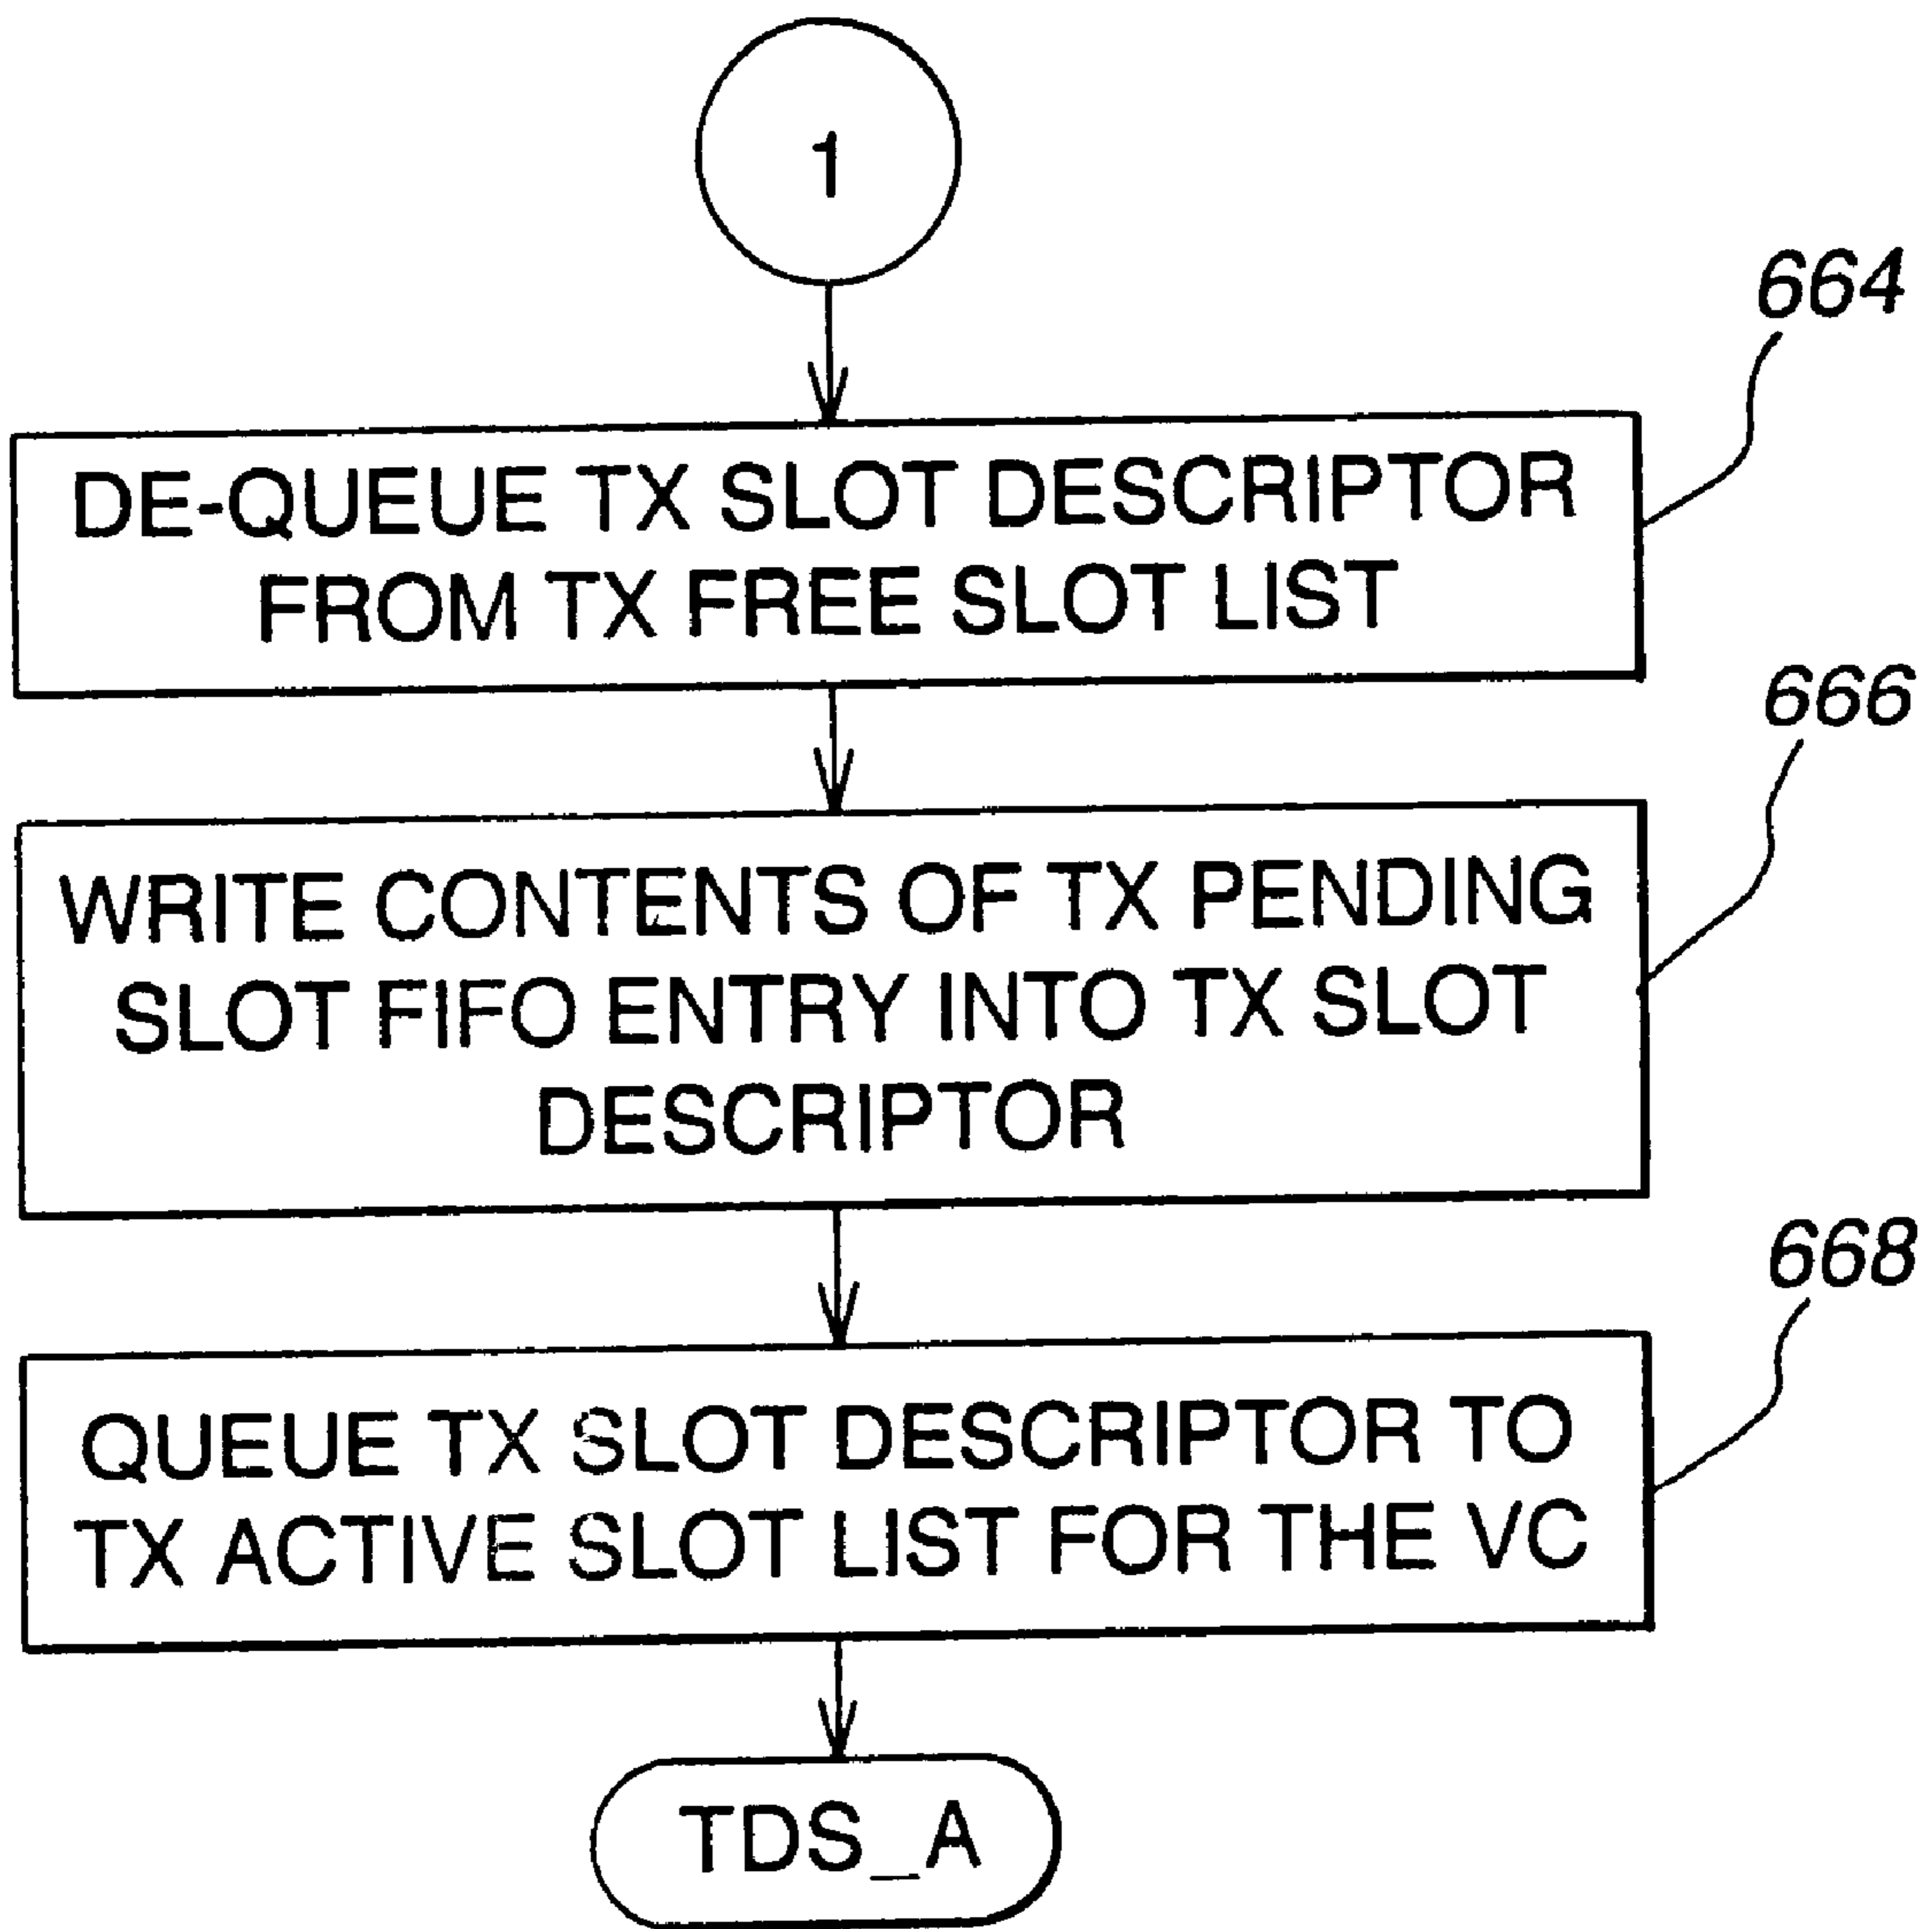 1
664
DE-QUEUE TX SLOT DESCRIPTOR
FROM TX FREE SLOT LIST
666
WRITE CONTENTS OF TX PENDING
SLOT FIFO ENTRY INTO TX SLOT
DESCRIPTOR
668
QUEUE TX SLOT DESCRIPTOR TO
TX ACTIVE SLOT LIST FOR THE VC
TDS_A